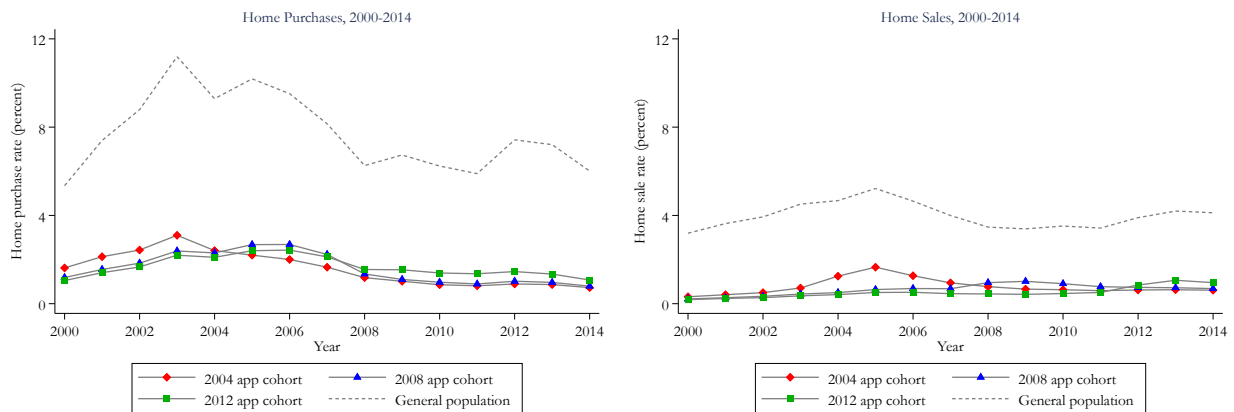 Home Purchases, 2000-2014
Home purchase rate (percent)
12
8
4
0
2000 2002 2004 2006 2008 2010 2012 2014
Year
2004 app cohort 2008 app cohort
2012 app cohort General population
Home Sales, 2000-2014
Home sale rate (percent)
12
8
4
0
2000 2002 2004 2006 2008 2010 2012 2014
Year
2004 app cohort 2008 app cohort
2012 app cohort General population